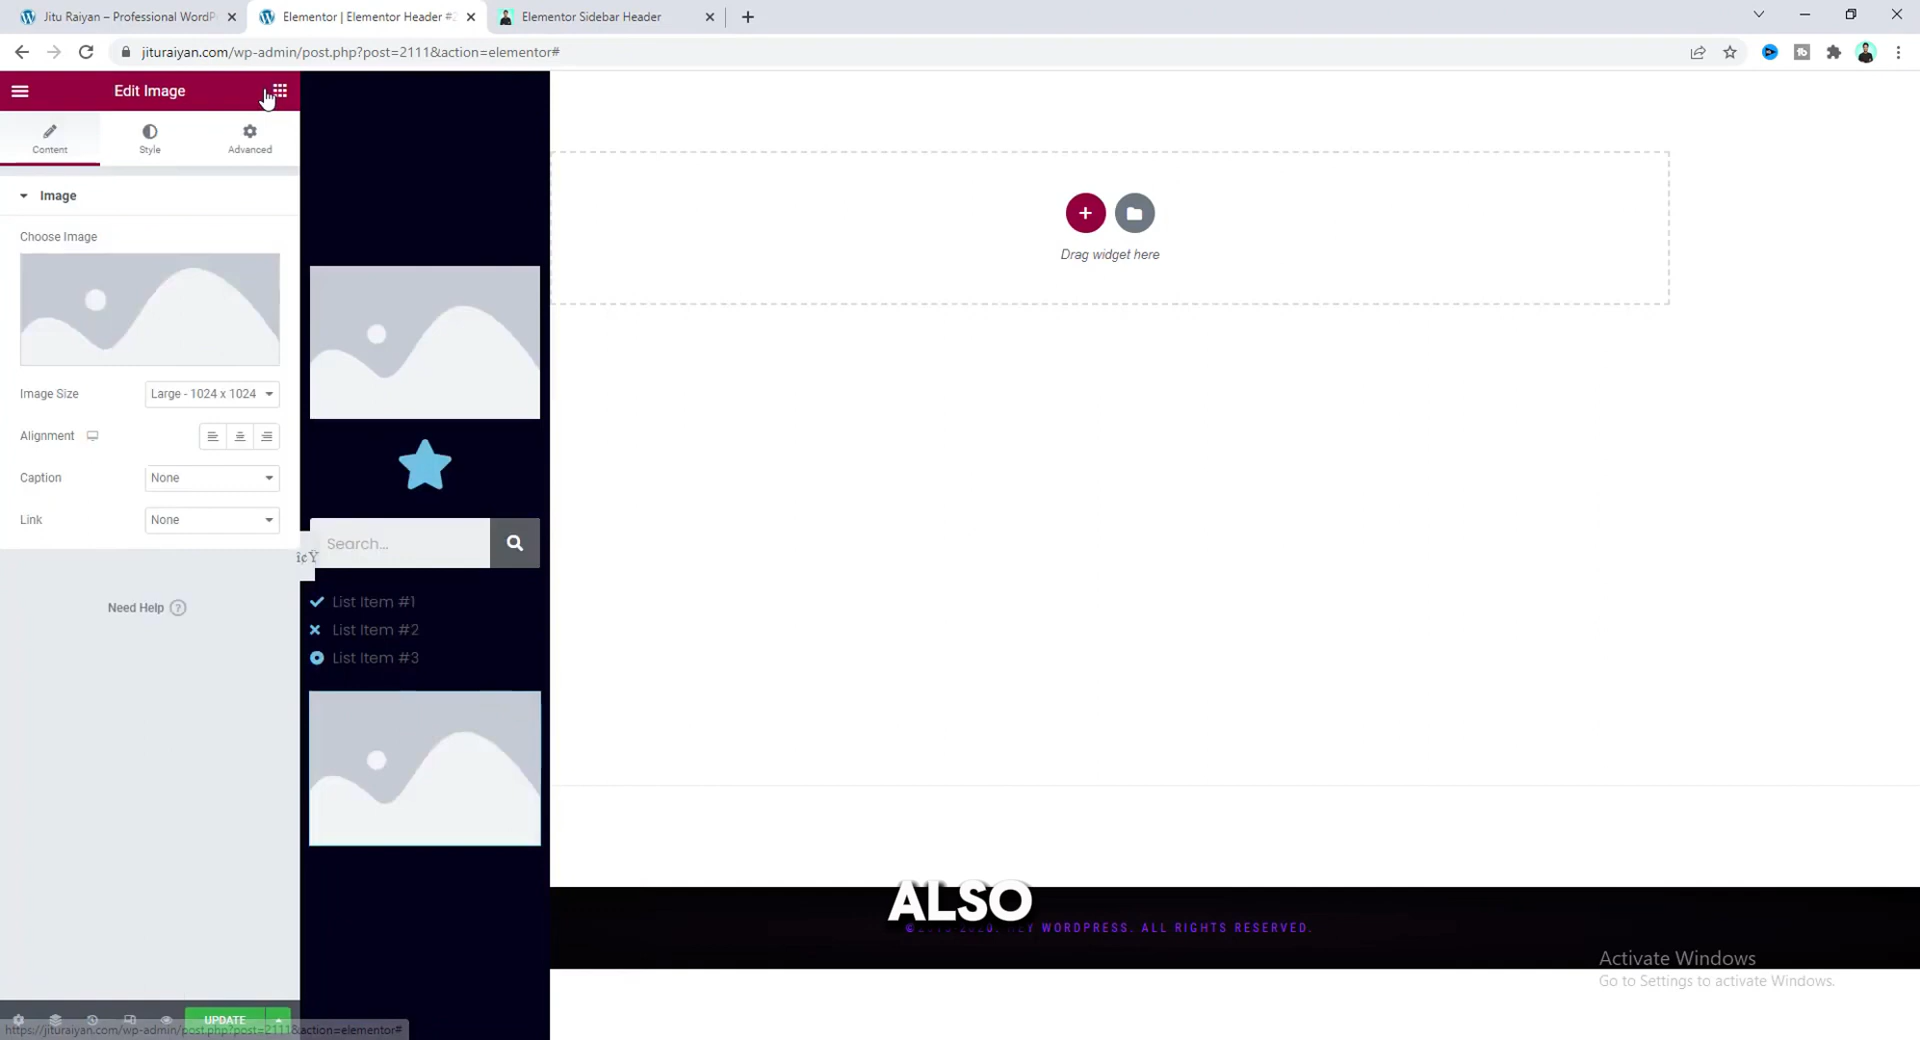 Jitu Raiyan – Professional WordP
Elementor | Elementor Header #2
Elementor Sidebar Header
jituraiyan.com/wp-admin/post.php?post=2111&action=elementor#
Edit Image
Content
Style
Advanced
Image
Choose Image
Image Size
Large - 1024 x 1024
Alignment
Caption
None
Link
None
Need Help
UPDATE
https://jituraiyan.com/wp-admin/post.php?post=2111&action=elementor#
Search...
List Item #1
List Item #2
List Item #3
Drag widget here
ALSO
WORDPRESS. ALL RIGHTS RESERVED.
Activate Windows
Go to Settings to activate Windows.